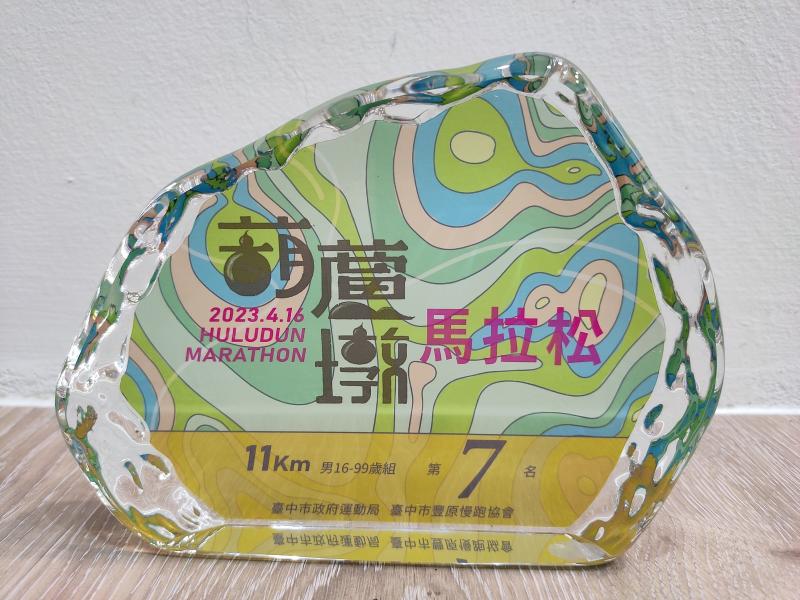 葫蘆墩
2023.4.16
HULUDUN
MARATHON
馬拉松
11Km 男16-99歲組 第 7 名
臺中市政府運動局 臺中市豐原慢跑協會